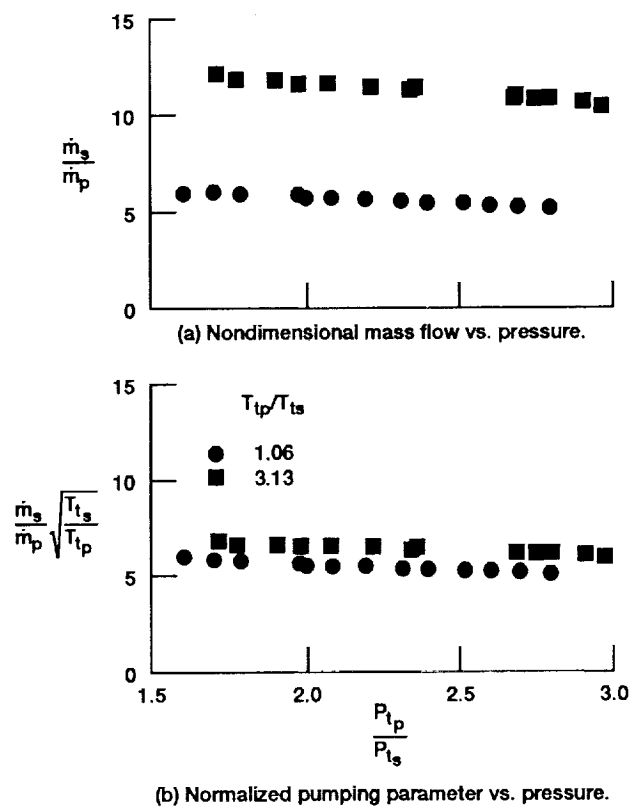 15
10
ṁs/ṁp
5
0
(a) Nondimensional mass flow vs. pressure.
15
Ttp/Tts
1.06
3.13
10
ṁs/ṁp √Tts/Ttp
5
0
1.5 2.0 2.5 3.0
Ptp/Pts
(b) Normalized pumping parameter vs. pressure.